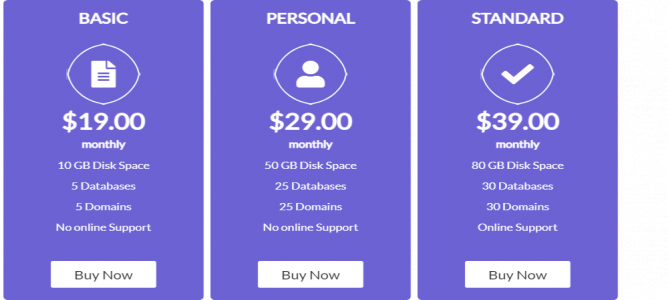 BASIC
$19.00
monthly
10 GB Disk Space
5 Databases
5 Domains
No online Support
Buy Now
PERSONAL
$29.00
monthly
50 GB Disk Space
25 Databases
25 Domains
No online Support
Buy Now
STANDARD
$39.00
monthly
80 GB Disk Space
30 Databases
30 Domains
Online Support
Buy Now